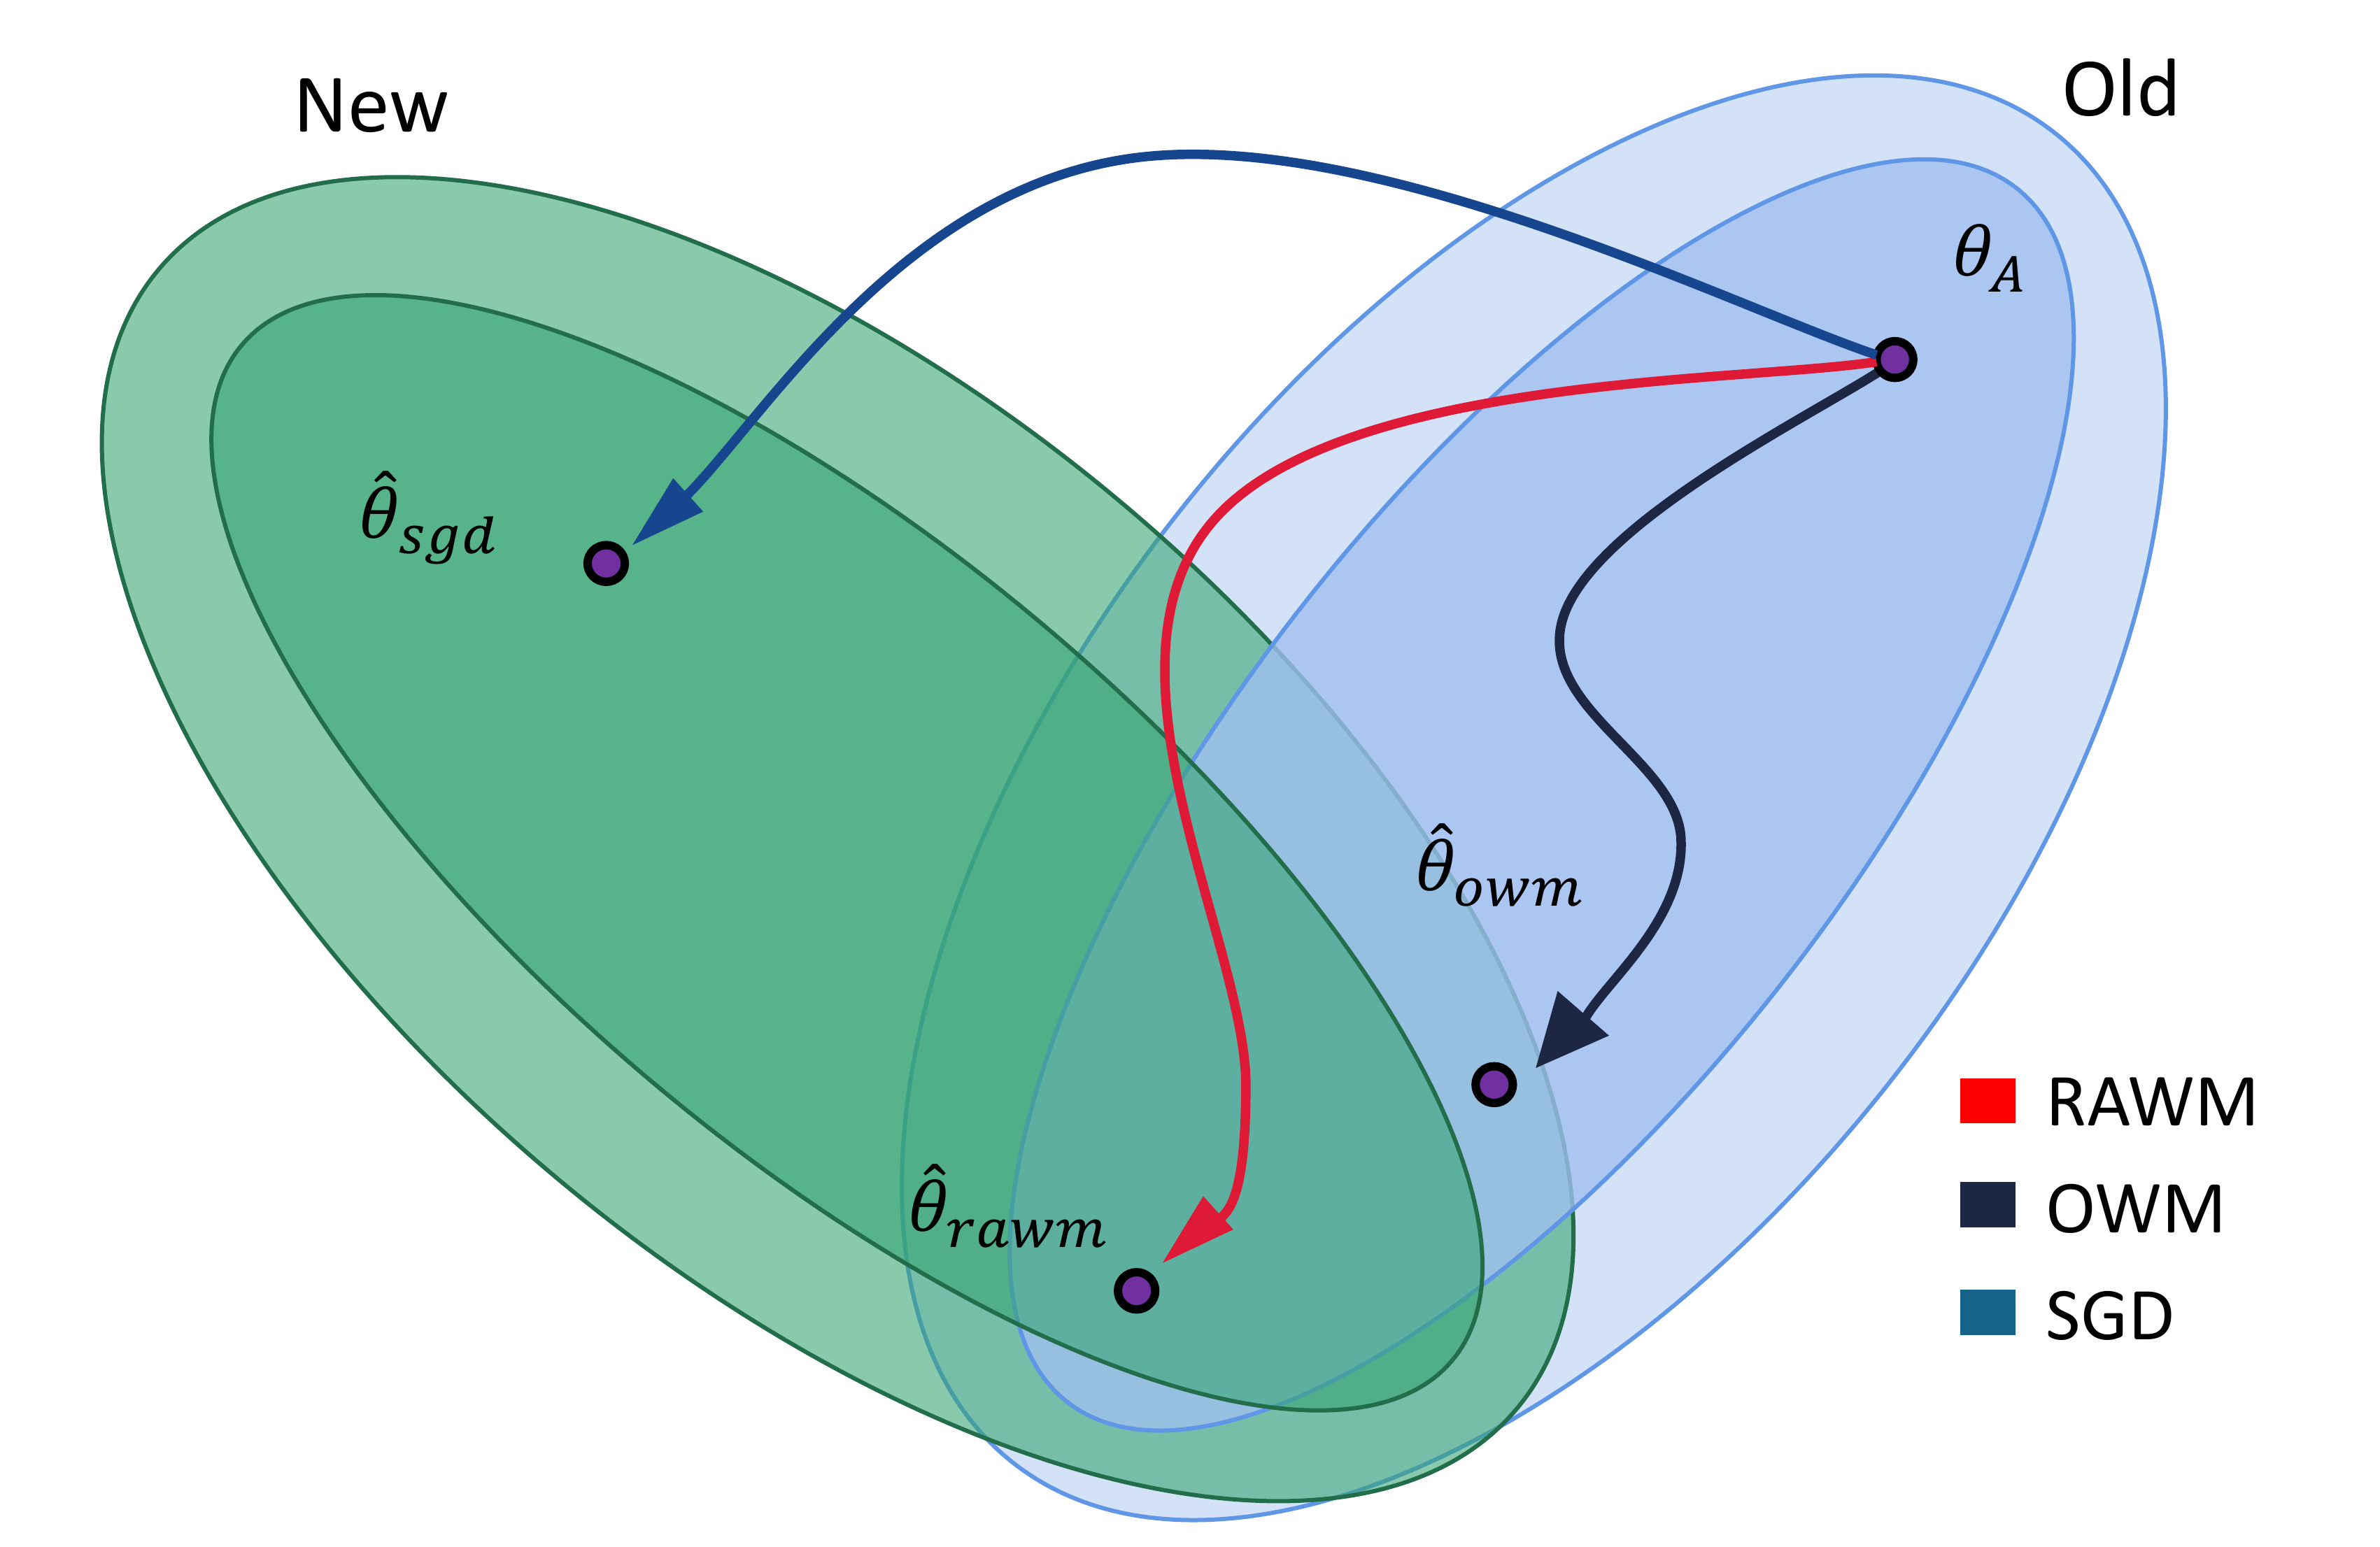 New
Old
θ_A
θ̂_sgd
θ̂_owm
θ̂_rawm
RAWM
OWM
SGD